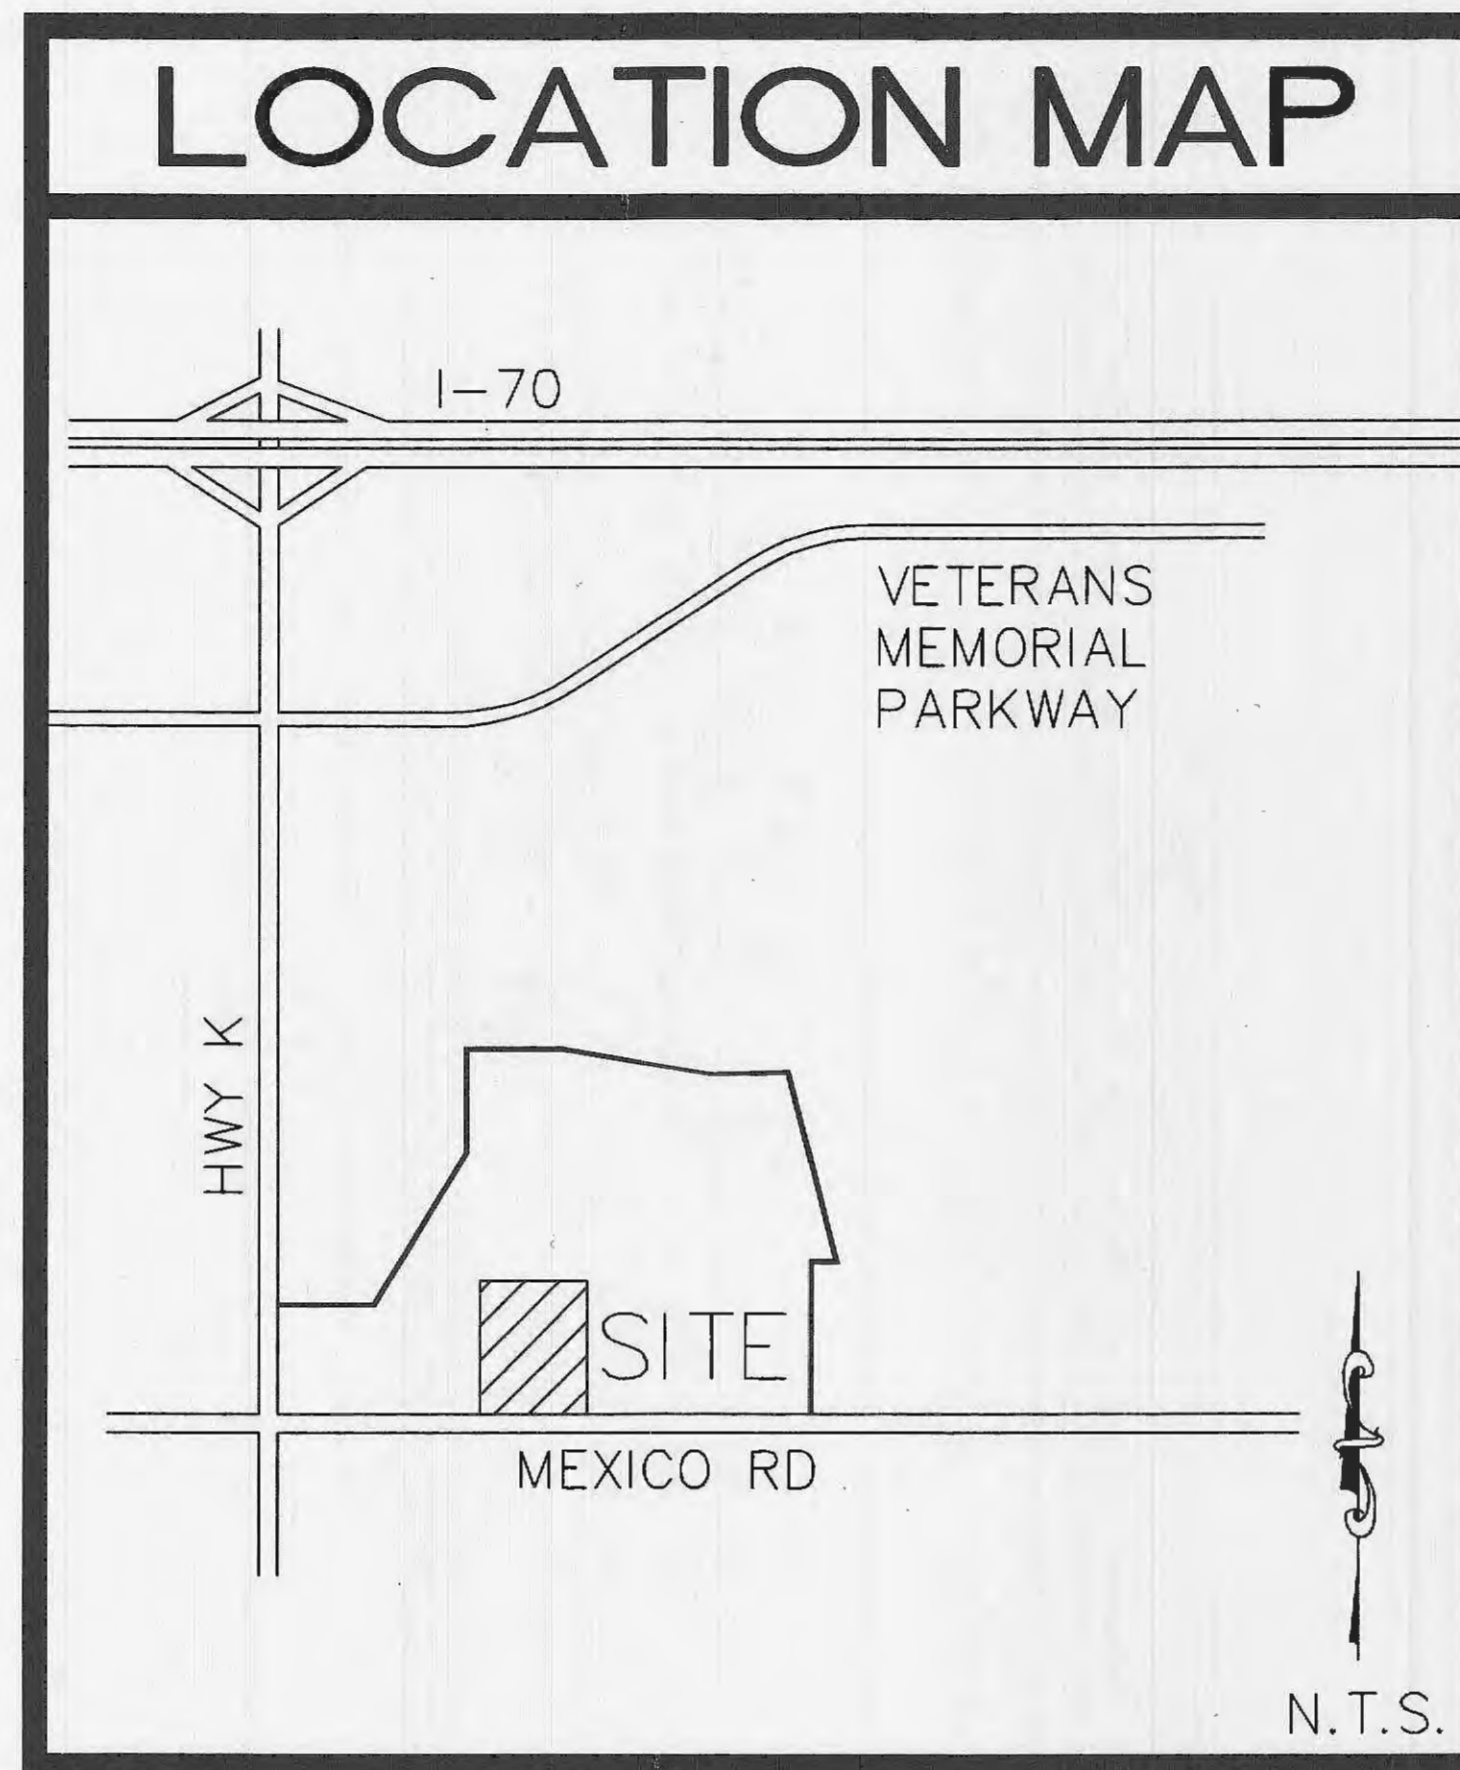 LOCATION MAP
I-70
VETERANS
MEMORIAL
PARKWAY
HWY K
SITE
MEXICO RD
N.T.S.